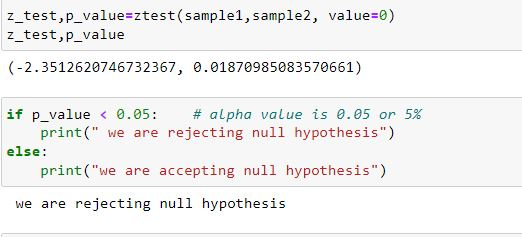 z_test,p_value=ztest(sample1,sample2, value=0)
z_test,p_value
(-2.3512620746732367, 0.01870985083570661)
if p_value < 0.05:    # alpha value is 0.05 or 5%
    print(" we are rejecting null hypothesis")
else:
    print("we are accepting null hypothesis")
 we are rejecting null hypothesis